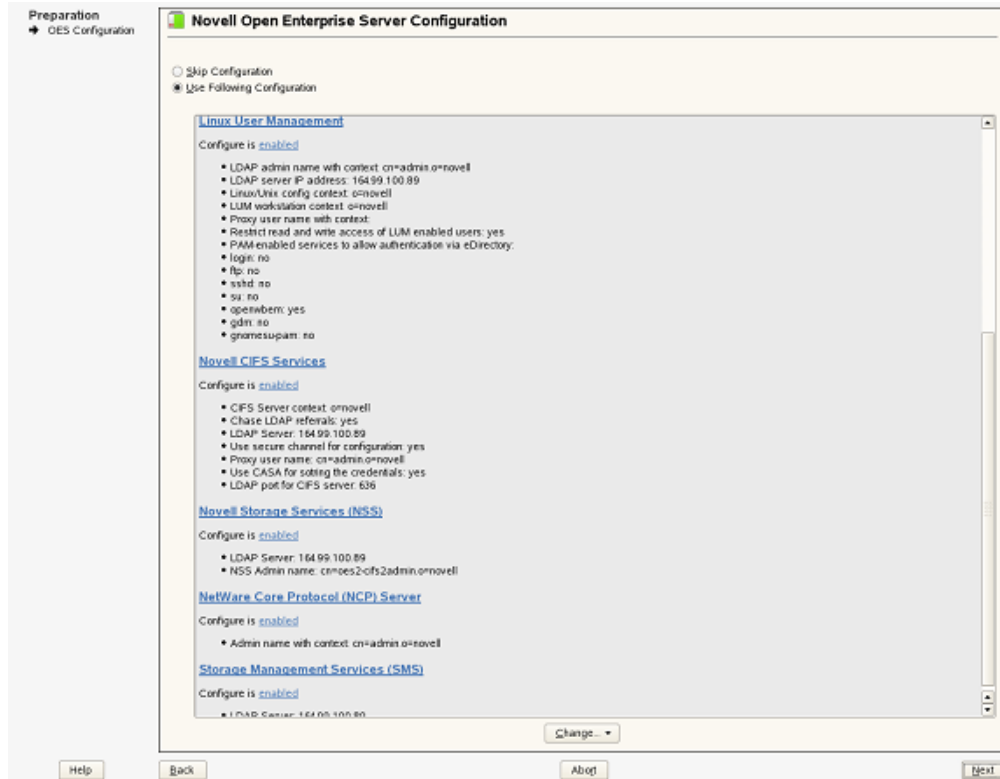 Preparation
OES Configuration
Novell Open Enterprise Server Configuration
Skip Configuration
Use Following Configuration
Linux User Management
Configure is enabled
• LDAP admin name with context: cn=admin.o=novell
• LDAP server IP address: 164.99.100.89
• Linux/Unix config context: o=novell
• LUM workstation context: o=novell
• Proxy user name with context:
• Restrict read and write access of LUM enabled users: yes
• PAM-enabled services to allow authentication via eDirectory:
• login: no
• ftp: no
• sshd: no
• su: no
• openwbem: yes
• gdm: no
• gnomesu-pam: no
Novell CIFS Services
Configure is enabled
• CIFS Server context: o=novell
• Chase LDAP referrals: yes
• LDAP Server: 164.99.100.89
• Use secure channel for configuration: yes
• Proxy user name: cn=admin.o=novell
• Use CASA for sotring the credentials: yes
• LDAP port for CIFS server: 636
Novell Storage Services (NSS)
Configure is enabled
• LDAP Server: 164.99.100.89
• NSS Admin name: cn=oes2-cifs2admin.o=novell
NetWare Core Protocol (NCP) Server
Configure is enabled
• Admin name with context: cn=admin.o=novell
Storage Management Services (SMS)
Configure is enabled
• LDAP Server: 164.99.100.89
Change...
Help
Back
Abort
Next